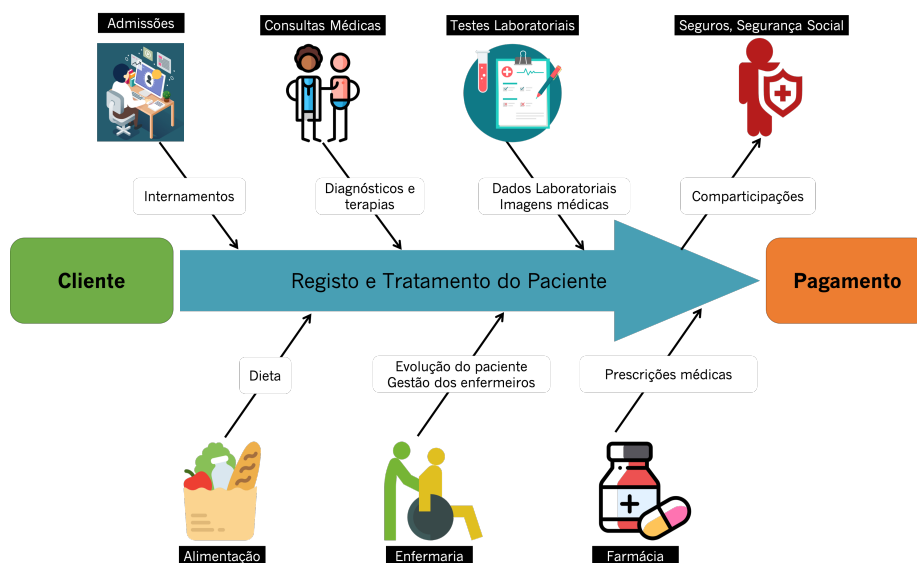 Admissões
Consultas Médicas
Testes Laboratoriais
Seguros, Segurança Social
Internamentos
Diagnósticos e
terapias
Dados Laboratoriais
Imagens médicas
Comparticipações
Cliente
Registo e Tratamento do Paciente
Pagamento
Dieta
Evolução do paciente
Gestão dos enfermeiros
Prescrições médicas
Alimentação
Enfermaria
Farmácia